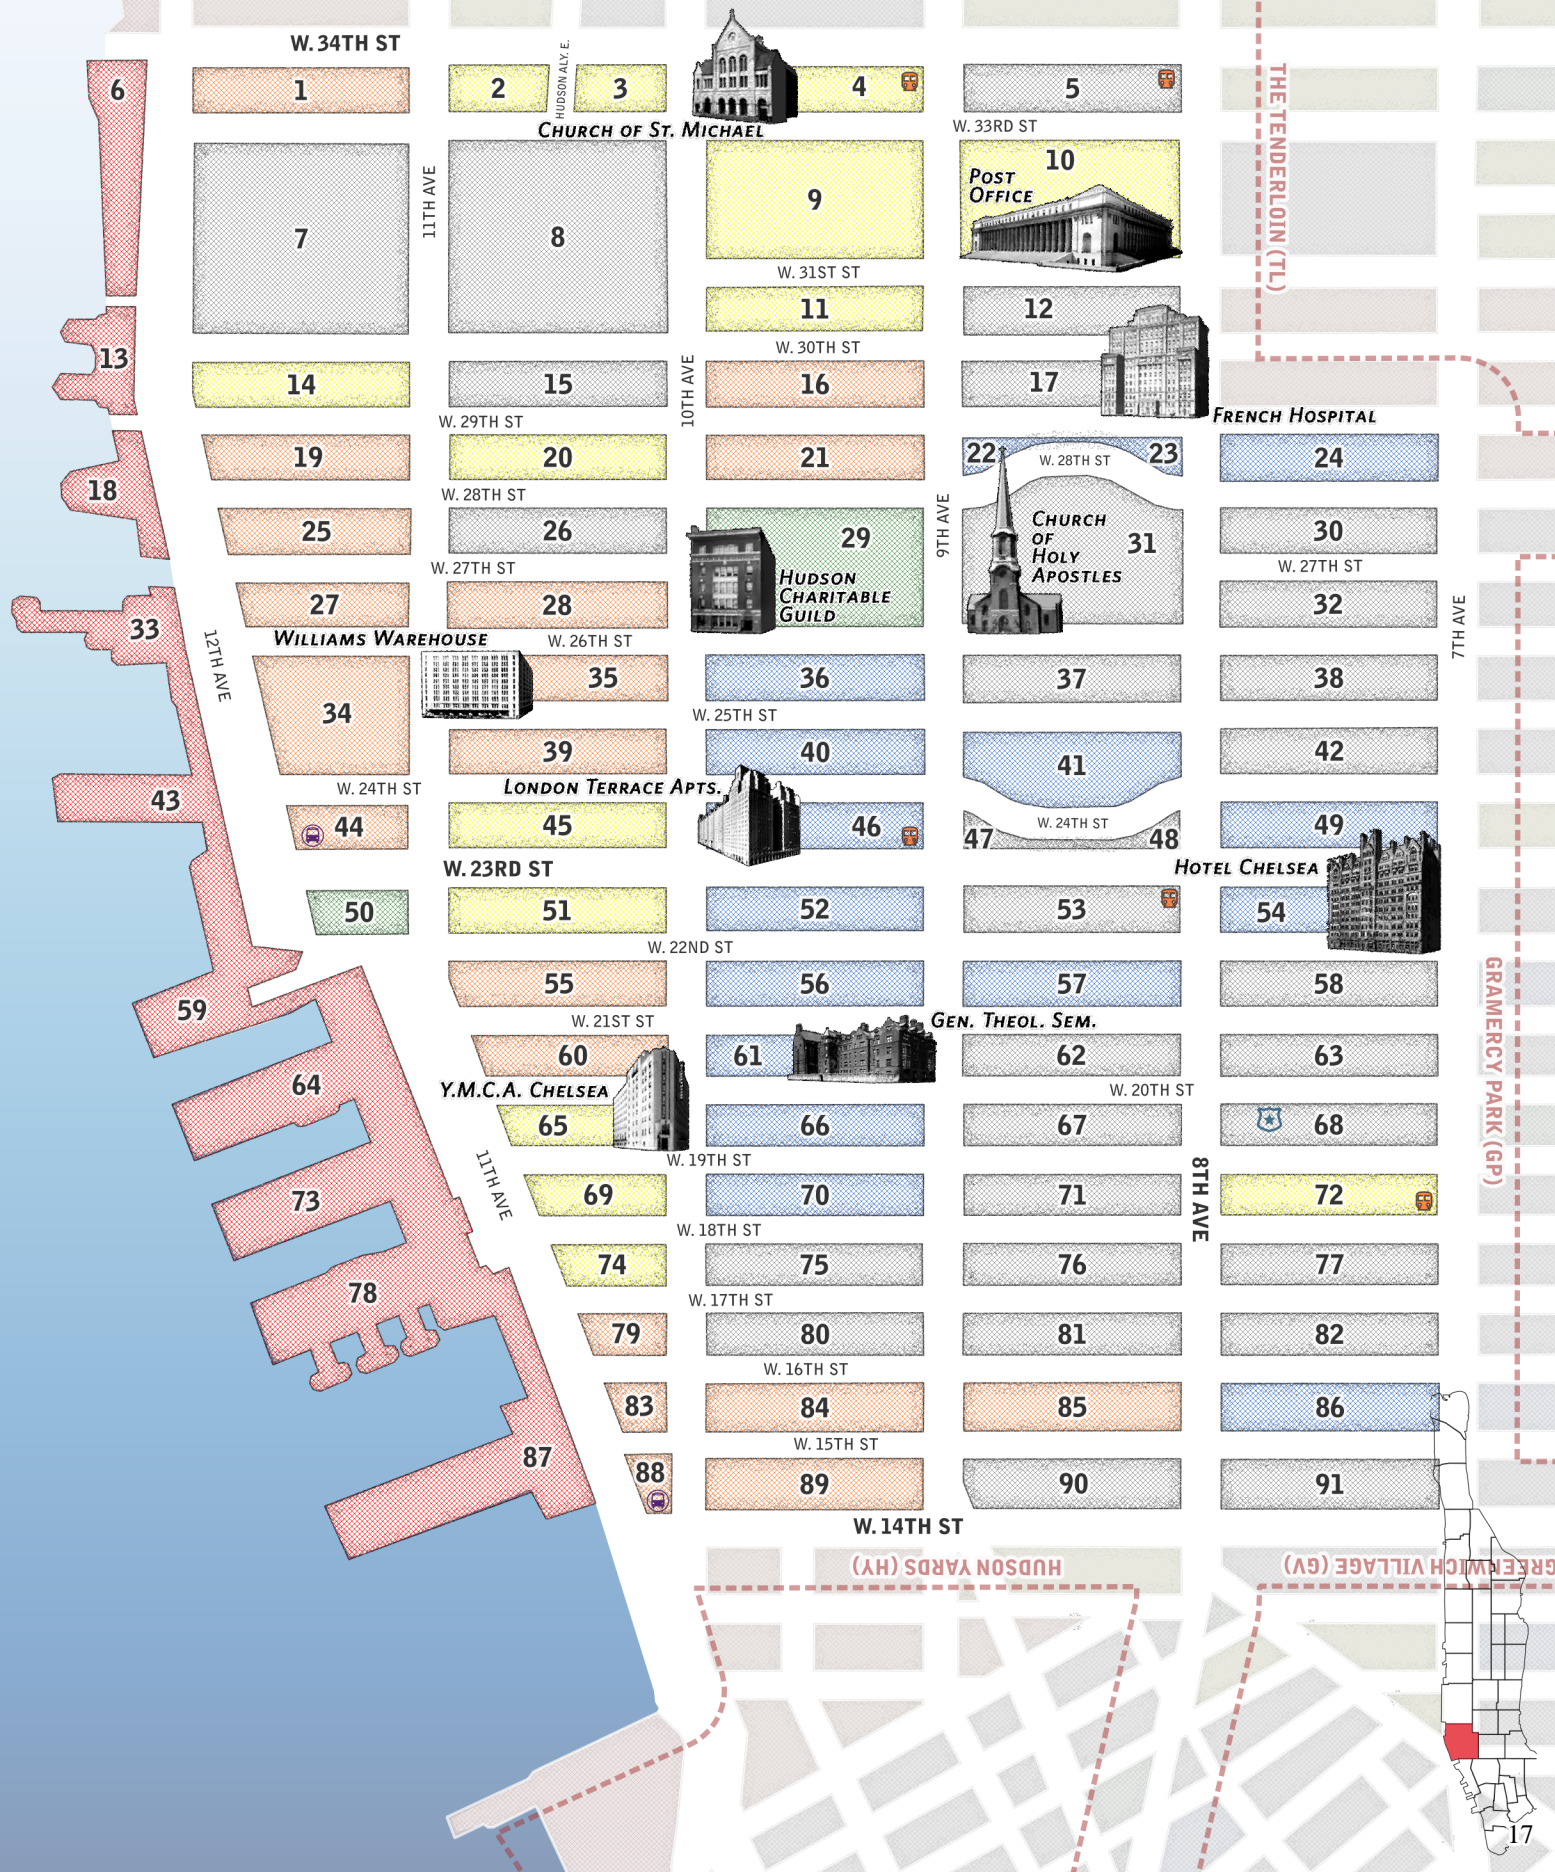 W. 34TH ST
6
1
2
HUDSON ALY. E.
3
4
5
CHURCH OF ST. MICHAEL
W. 33RD ST
7
11TH AVE
8
9
10
POST
OFFICE
THE TENDERLOIN (TL)
W. 31ST ST
11
12
W. 30TH ST
13
14
15
10TH AVE
16
17
FRENCH HOSPITAL
W. 29TH ST
18
19
20
21
22
W. 28TH ST
23
24
W. 28TH ST
25
26
29
9TH AVE
CHURCH
OF
HOLY
APOSTLES
31
30
W. 27TH ST
W. 27TH ST
HUDSON
CHARITABLE
GUILD
27
28
32
7TH AVE
33
WILLIAMS WAREHOUSE
W. 26TH ST
12TH AVE
34
35
36
37
38
W. 25TH ST
39
40
41
42
W. 24TH ST
LONDON TERRACE APTS.
43
44
45
46
47
W. 24TH ST
48
49
W. 23RD ST
HOTEL CHELSEA
50
51
52
53
54
W. 22ND ST
55
56
57
58
59
W. 21ST ST
GEN. THEOL. SEM.
GRAMERCY PARK (GP)
60
61
62
63
64
Y.M.C.A. CHELSEA
W. 20TH ST
65
66
67
68
W. 19TH ST
11TH AVE
69
70
71
8TH AVE
72
73
W. 18TH ST
74
75
76
77
78
W. 17TH ST
79
80
81
82
W. 16TH ST
83
84
85
86
W. 15TH ST
87
88
89
90
91
W. 14TH ST
HUDSON YARDS (HY)
GREENWICH VILLAGE (GV)
17